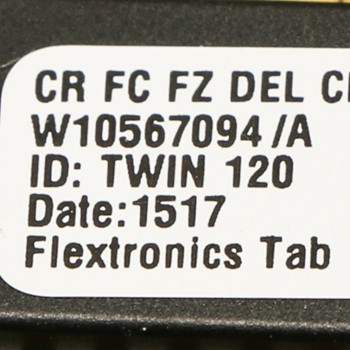 CR FC FZ DEL
W10567094/A
ID: TWIN 120
Date:1517
Flextronics Tab